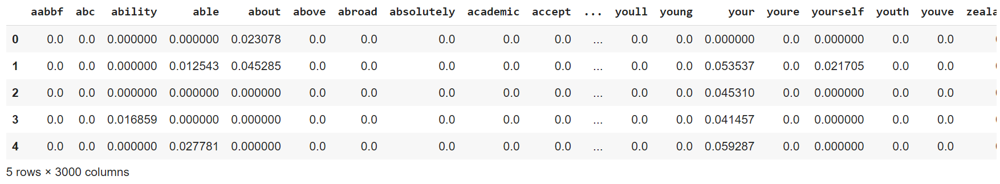 aabbf abc ability able about above abroad absolutely academic accept ... youll young your youre yourself youth youve
0 0.0 0.0 0.000000 0.000000 0.023078 0.0 0.0 0.0 0.0 0.0 ... 0.0 0.0 0.000000 0.0 0.000000 0.0 0.0
1 0.0 0.0 0.000000 0.012543 0.045285 0.0 0.0 0.0 0.0 0.0 ... 0.0 0.0 0.053537 0.0 0.021705 0.0 0.0
2 0.0 0.0 0.000000 0.000000 0.000000 0.0 0.0 0.0 0.0 0.0 ... 0.0 0.0 0.045310 0.0 0.000000 0.0 0.0
3 0.0 0.0 0.016859 0.000000 0.000000 0.0 0.0 0.0 0.0 0.0 ... 0.0 0.0 0.041457 0.0 0.000000 0.0 0.0
4 0.0 0.0 0.000000 0.027781 0.000000 0.0 0.0 0.0 0.0 0.0 ... 0.0 0.0 0.059287 0.0 0.000000 0.0 0.0
5 rows × 3000 columns